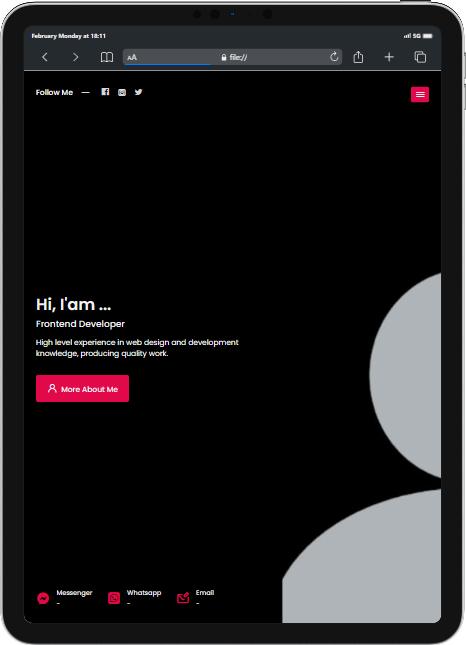 February Monday at 18:11
5G
AA
file://
Follow Me
Hi, I'am ...
Frontend Developer
High level experience in web design and development
knowledge, producing quality work.
More About Me
Messenger
Whatsapp
Email